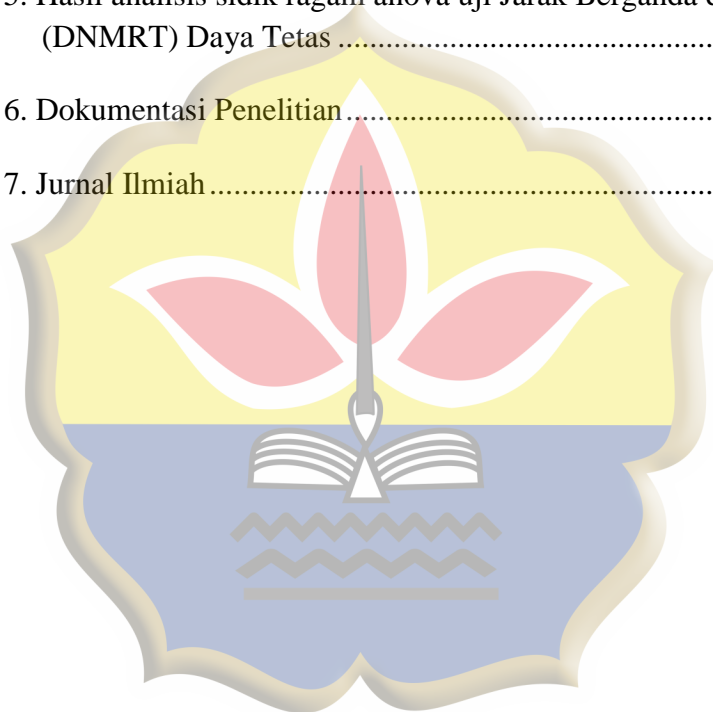 5. Hasil analisis sidik ragam anova uji Jarak Berganda
(DNMRT) Daya Tetas ................................................
6. Dokumentasi Penelitian ................................................
7. Jurnal Ilmiah ................................................................